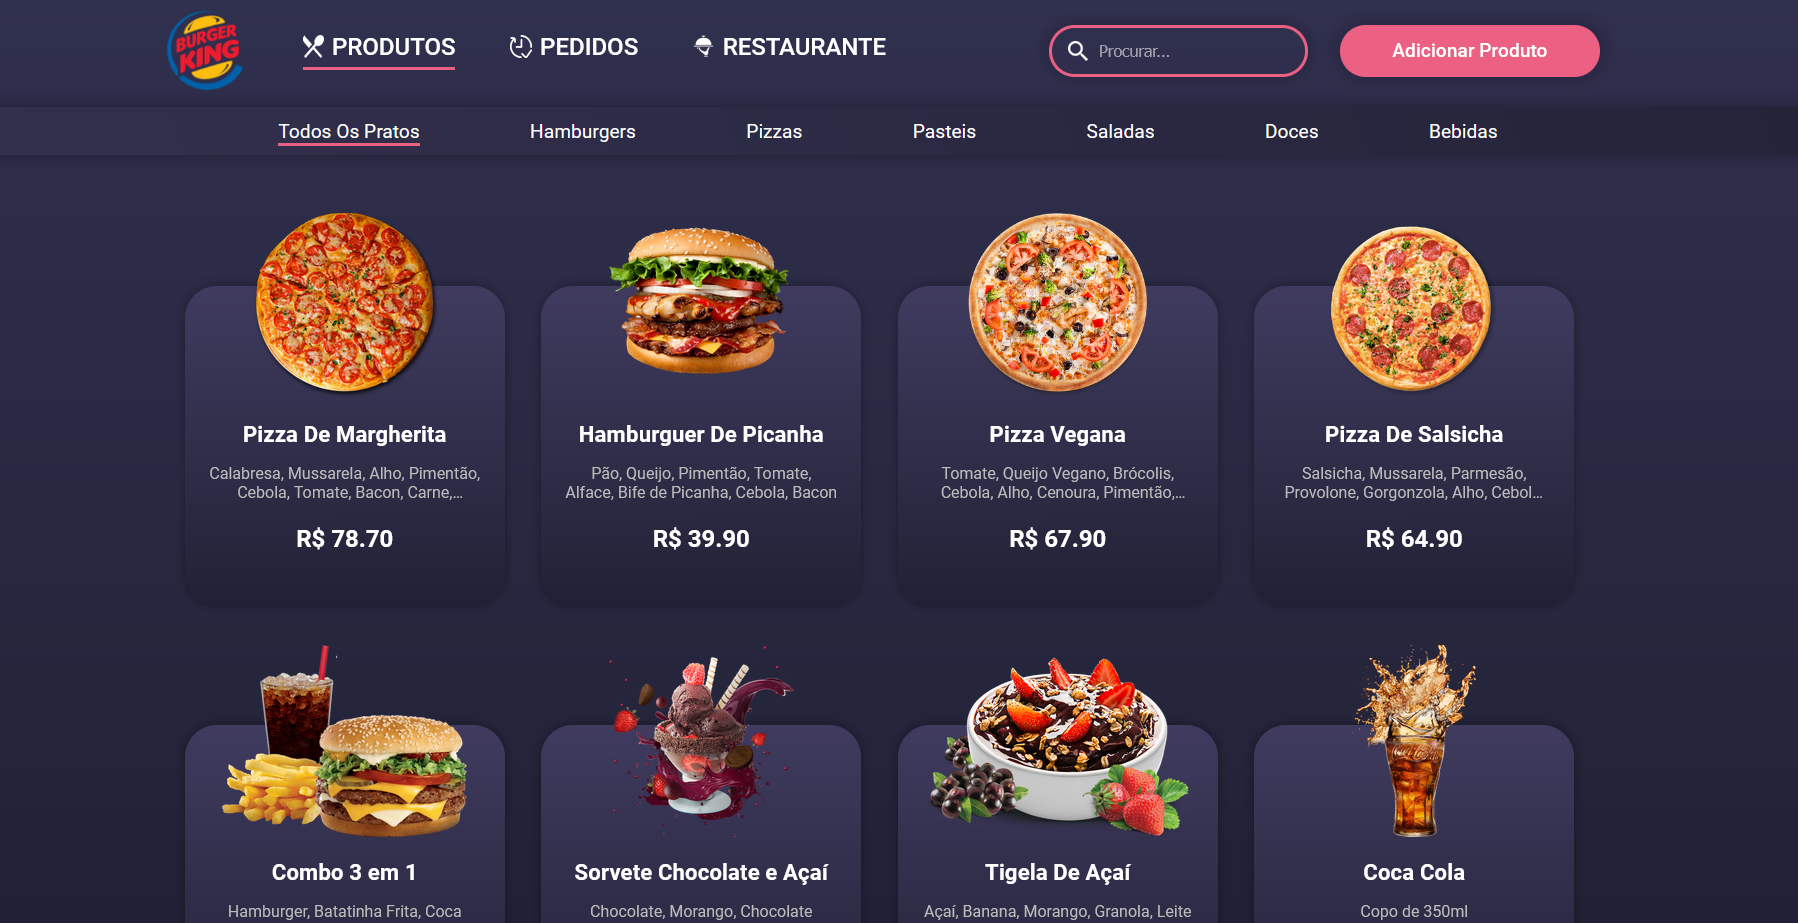 BURGER
KING
PRODUTOS
PEDIDOS
RESTAURANTE
Procurar...
Adicionar Produto
Todos Os Pratos
Hamburgers
Pizzas
Pasteis
Saladas
Doces
Bebidas
Pizza De Margherita
Calabresa, Mussarela, Alho, Pimentão,
Cebola, Tomate, Bacon, Carne,...
R$ 78.70
Hamburguer De Picanha
Pão, Queijo, Pimentão, Tomate,
Alface, Bife de Picanha, Cebola, Bacon
R$ 39.90
Pizza Vegana
Tomate, Queijo Vegano, Brócolis,
Cebola, Alho, Cenoura, Pimentão,...
R$ 67.90
Pizza De Salsicha
Salsicha, Mussarela, Parmesão,
Provolone, Gorgonzola, Alho, Cebol...
R$ 64.90
Combo 3 em 1
Hamburger, Batatinha Frita, Coca
Sorvete Chocolate e Açaí
Chocolate, Morango, Chocolate
Tigela De Açaí
Açaí, Banana, Morango, Granola, Leite
Coca-Cola
Coca Cola
Copo de 350ml